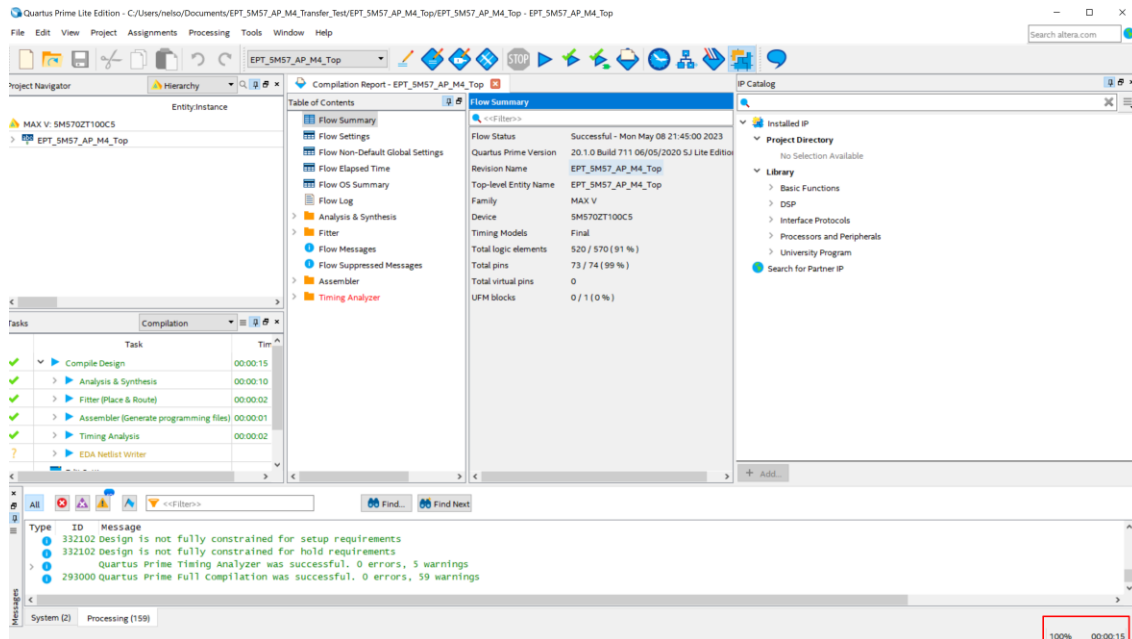 Quartus Prime Lite Edition - C:/Users/nelso/Documents/EPT_5M57_AP_M4_Transfer_Test/EPT_5M57_AP_M4_Top/EPT_5M57_AP_M4_Top - EPT_5M57_AP_M4_Top
File Edit View Project Assignments Processing Tools Window Help
Search altera.com
EPT_5M57_AP_M4_Top
STOP
Project Navigator
Hierarchy
Entity:Instance
MAX V: 5M570ZT100C5
EPT_5M57_AP_M4_Top
Tasks
Compilation
Task
Tim
Compile Design 00:00:15
Analysis & Synthesis 00:00:10
Fitter (Place & Route) 00:00:02
Assembler (Generate programming files) 00:00:01
Timing Analysis 00:00:02
EDA Netlist Writer
Compilation Report - EPT_5M57_AP_M4_Top
Table of Contents
Flow Summary
Flow Settings
Flow Non-Default Global Settings
Flow Elapsed Time
Flow OS Summary
Flow Log
Analysis & Synthesis
Fitter
Flow Messages
Flow Suppressed Messages
Assembler
Timing Analyzer
Flow Summary
<<Filter>>
Flow Status Successful - Mon May 08 21:45:00 2023
Quartus Prime Version 20.1.0 Build 711 06/05/2020 SJ Lite Edition
Revision Name EPT_5M57_AP_M4_Top
Top-level Entity Name EPT_5M57_AP_M4_Top
Family MAX V
Device 5M570ZT100C5
Timing Models Final
Total logic elements 520 / 570 ( 91 % )
Total pins 73 / 74 ( 99 % )
Total virtual pins 0
UFM blocks 0 / 1 ( 0 % )
IP Catalog
Installed IP
Project Directory
No Selection Available
Library
Basic Functions
DSP
Interface Protocols
Processors and Peripherals
University Program
Search for Partner IP
+ Add...
All
<<Filter>>
Find... Find Next
Type ID Message
332102 Design is not fully constrained for setup requirements
332102 Design is not fully constrained for hold requirements
Quartus Prime Timing Analyzer was successful. 0 errors, 5 warnings
293000 Quartus Prime Full Compilation was successful. 0 errors, 59 warnings
Messages
System (2) Processing (159)
100% 00:00:15